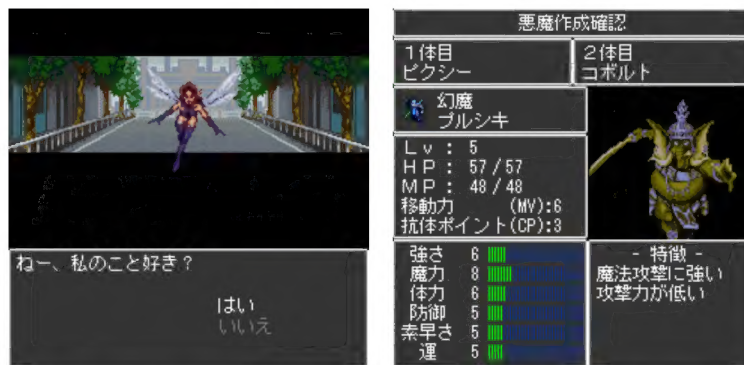 ねー、私のこと好き?
はい
いいえ
悪魔作成確認
1体目
ピクシー
2体目
コボルト
幻魔
プルシキ
Lv : 5
HP : 57/57
MP : 48/48
移動力 (MV):6
抗体ポイント(CP):3
強さ 6
魔力 8
体力 6
防御 5
素早さ 5
運 5
- 特徴 -
魔法攻撃に強い
攻撃力が低い